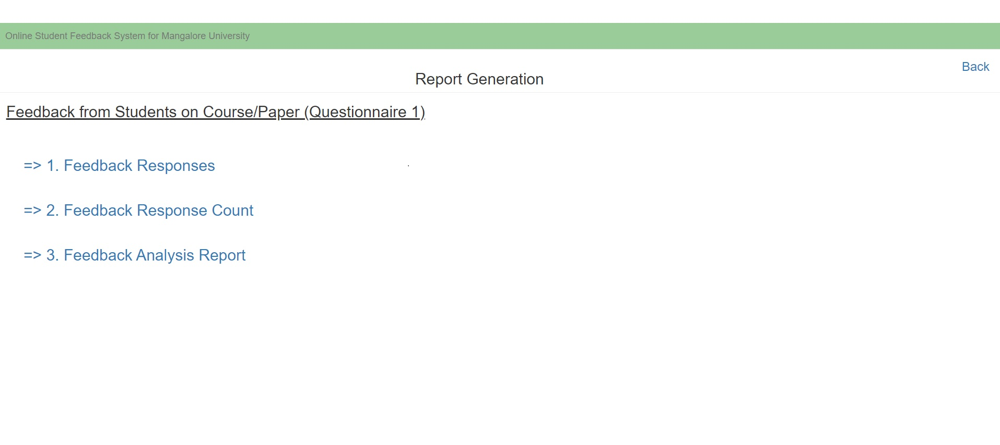 Online Student Feedback System for Mangalore University
Back
Report Generation
Feedback from Students on Course/Paper (Questionnaire 1)
=> 1. Feedback Responses
=> 2. Feedback Response Count
=> 3. Feedback Analysis Report